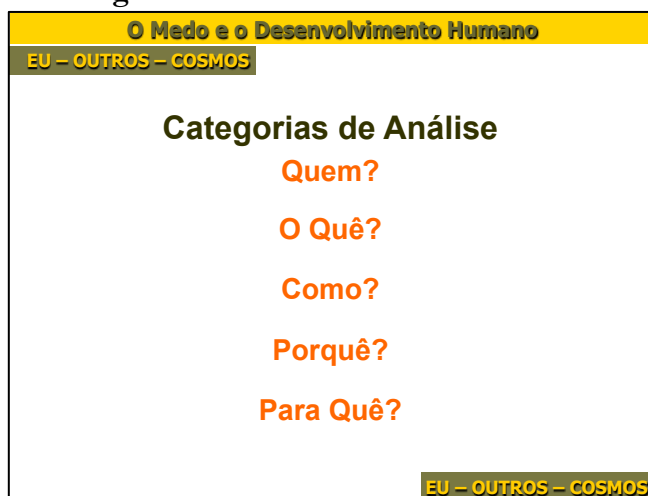 O Medo e o Desenvolvimento Humano
EU – OUTROS – COSMOS
Categorias de Análise
Quem?
O Quê?
Como?
Porquê?
Para Quê?
EU – OUTROS – COSMOS